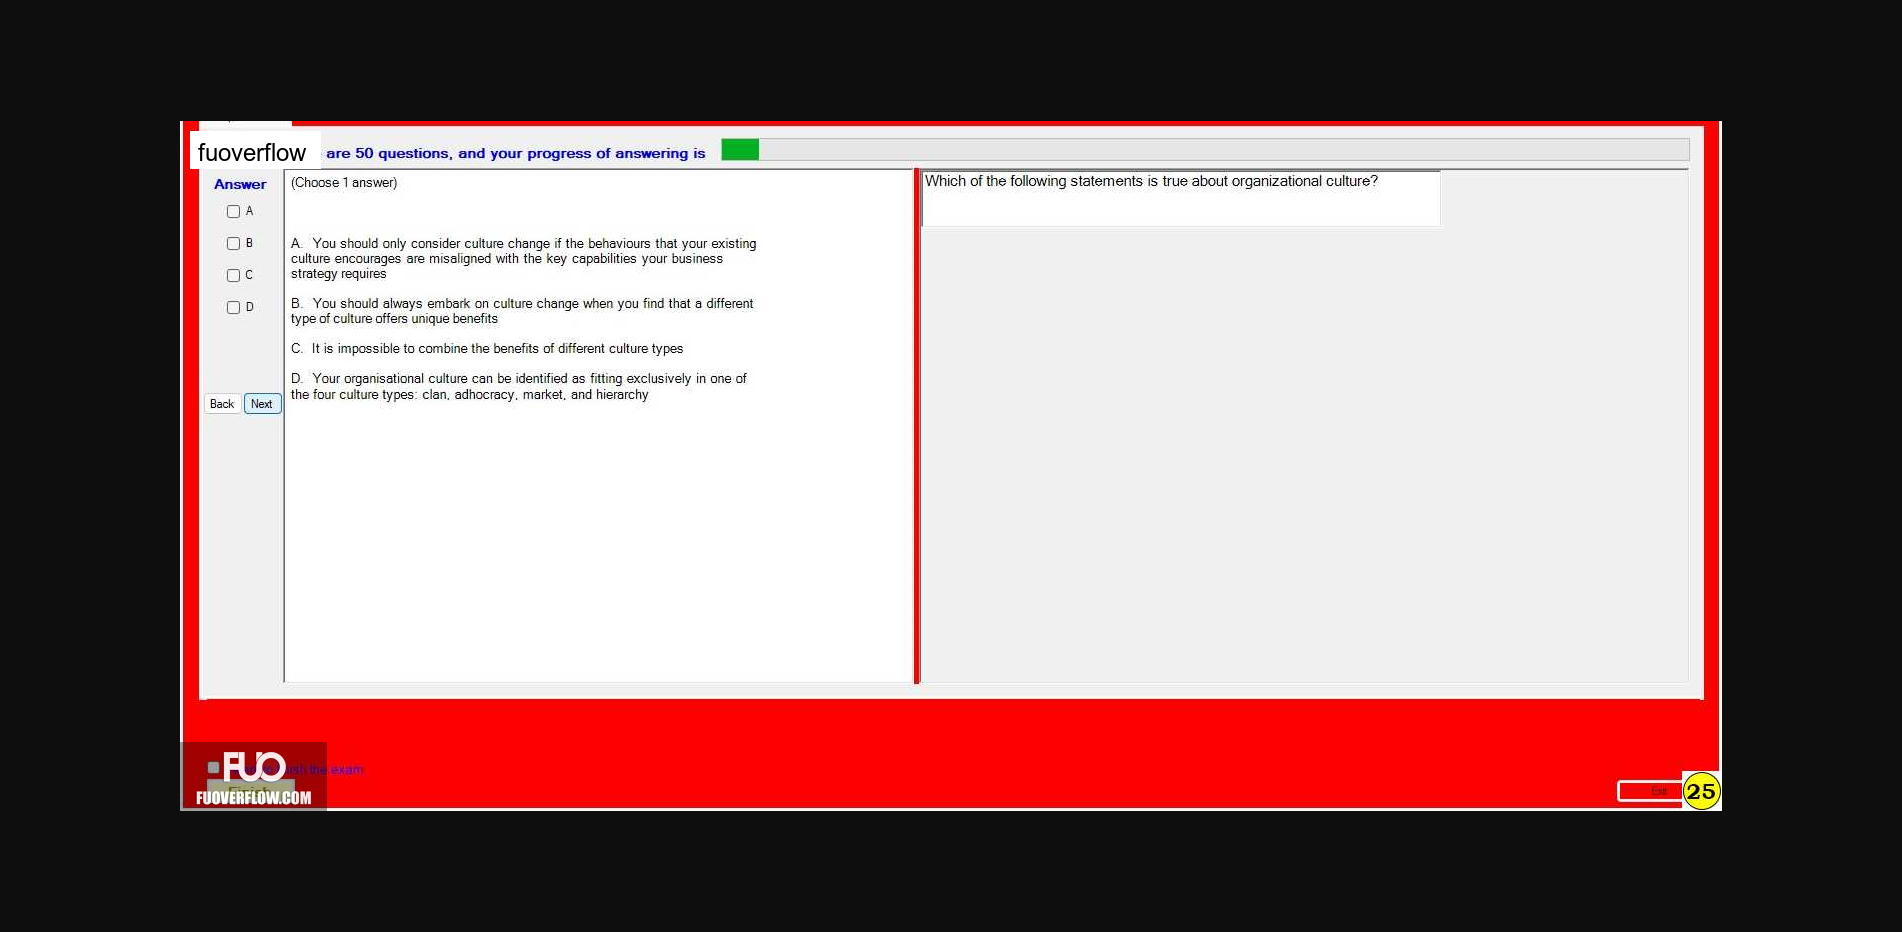 fuoverflow
are 50 questions, and your progress of answering is
Answer
(Choose 1 answer)
Which of the following statements is true about organizational culture?
A
B
C
D
A. You should only consider culture change if the behaviours that your existing
culture encourages are misaligned with the key capabilities your business
strategy requires
B. You should always embark on culture change when you find that a different
type of culture offers unique benefits
C. It is impossible to combine the benefits of different culture types
D. Your organisational culture can be identified as fitting exclusively in one of
the four culture types: clan, adhocracy, market, and hierarchy
Back
Next
FUO
the exam
Finish
FUOVERFLOW.COM
Exit
25